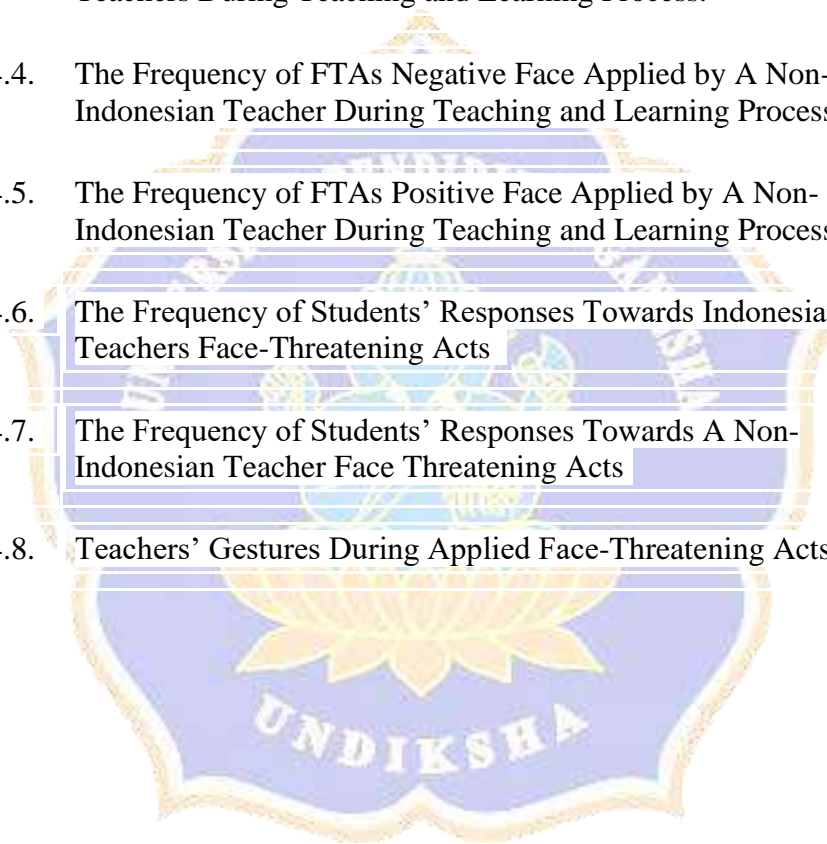 Teachers During Teaching and Learning Process.
.4. The Frequency of FTAs Negative Face Applied by A Non-
Indonesian Teacher During Teaching and Learning Process
.5. The Frequency of FTAs Positive Face Applied by A Non-
Indonesian Teacher During Teaching and Learning Process
.6. The Frequency of Students’ Responses Towards Indonesia
Teachers Face-Threatening Acts
.7. The Frequency of Students’ Responses Towards A Non-
Indonesian Teacher Face Threatening Acts
.8. Teachers’ Gestures During Applied Face-Threatening Acts
UNDIKSHA